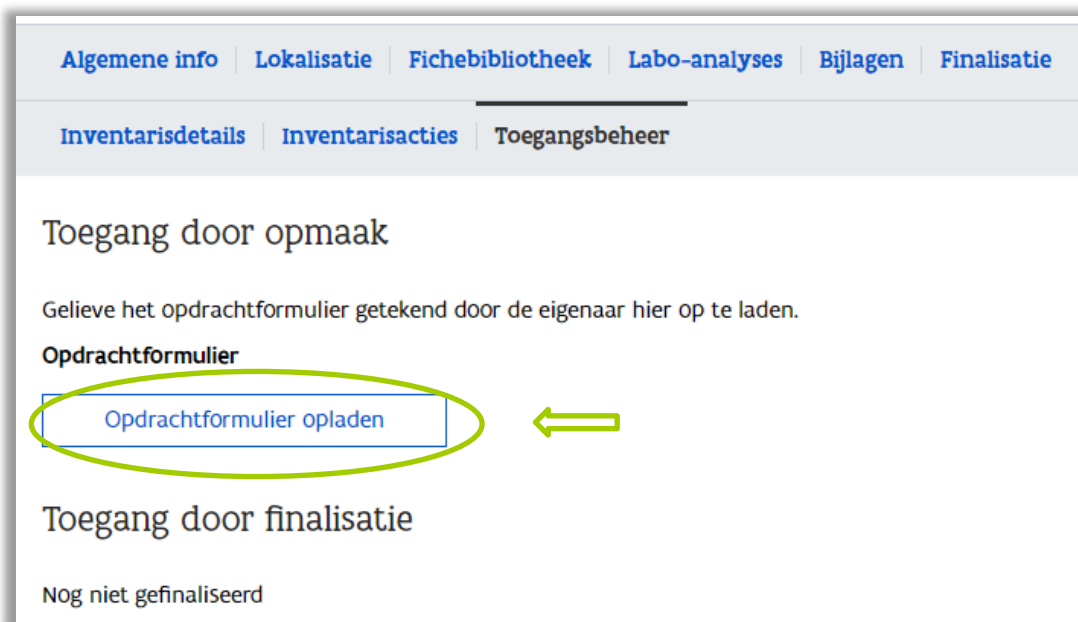 Algemene info Lokalisatie Fichebibliotheek Labo-analyses Bijlagen Finalisatie
Inventarisdetails Inventarisacties Toegangsbeheer
Toegang door opmaak
Gelieve het opdrachtformulier getekend door de eigenaar hier op te laden.
Opdrachtformulier
Opdrachtformulier opladen
Toegang door finalisatie
Nog niet gefinaliseerd